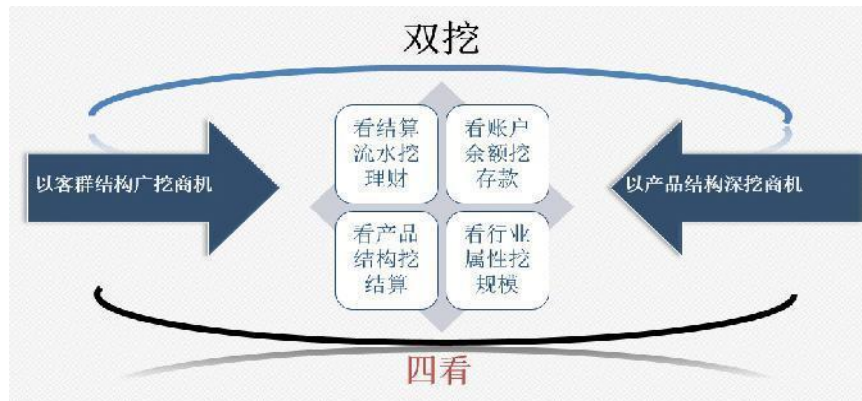 双挖
以客群结构广挖商机
看结算
流水挖
理财
看账户
余额挖
存款
以产品结构深挖商机
看产品
结构挖
结算
看行业
属性挖
规模
四看